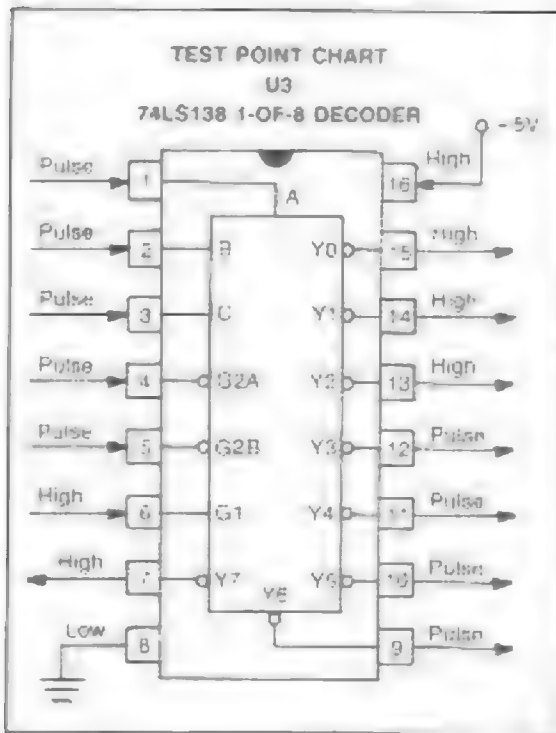 TEST POINT CHART
U3
74LS138 1-OF-8 DECODER
- 5V
Pulse 1 A 16 High
Pulse 2 B Y0 15 High
Pulse 3 C Y1 14 High
Pulse 4 G2A Y2 13 High
Pulse 5 G2B Y3 12 Pulse
High 6 G1 Y4 11 Pulse
High 7 Y7 Y5 10 Pulse
Low 8 Y6 9 Pulse